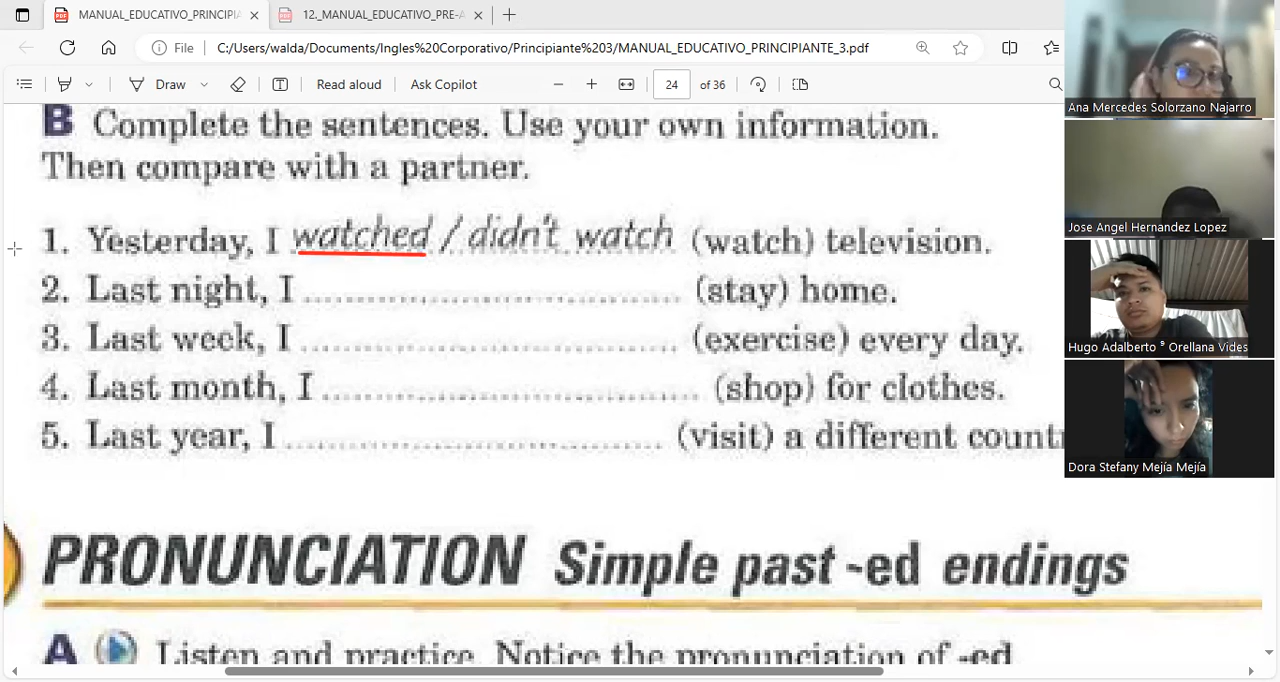 MANUAL_EDUCATIVO_PRINCIPIA
12._MANUAL_EDUCATIVO_PRE-A
File
C:/Users/walda/Documents/Ingles%20Corporativo/Principiante%203/MANUAL_EDUCATIVO_PRINCIPIANTE_3.pdf
Draw
Read aloud
Ask Copilot
24 of 36
B Complete the sentences. Use your own information.
Then compare with a partner.
1. Yesterday, I watched / didn't watch (watch) television.
2. Last night, I .................................... (stay) home.
3. Last week, I .................................... (exercise) every day.
4. Last month, I .................................... (shop) for clothes.
5. Last year, I .................................... (visit) a different countr
PRONUNCIATION Simple past -ed endings
A Listen and practice. Notice the pronunciation of -ed
Ana Mercedes Solorzano Najarro
Jose Angel Hernandez Lopez
Hugo Adalberto ° Orellana Vides
Dora Stefany Mejía Mejía